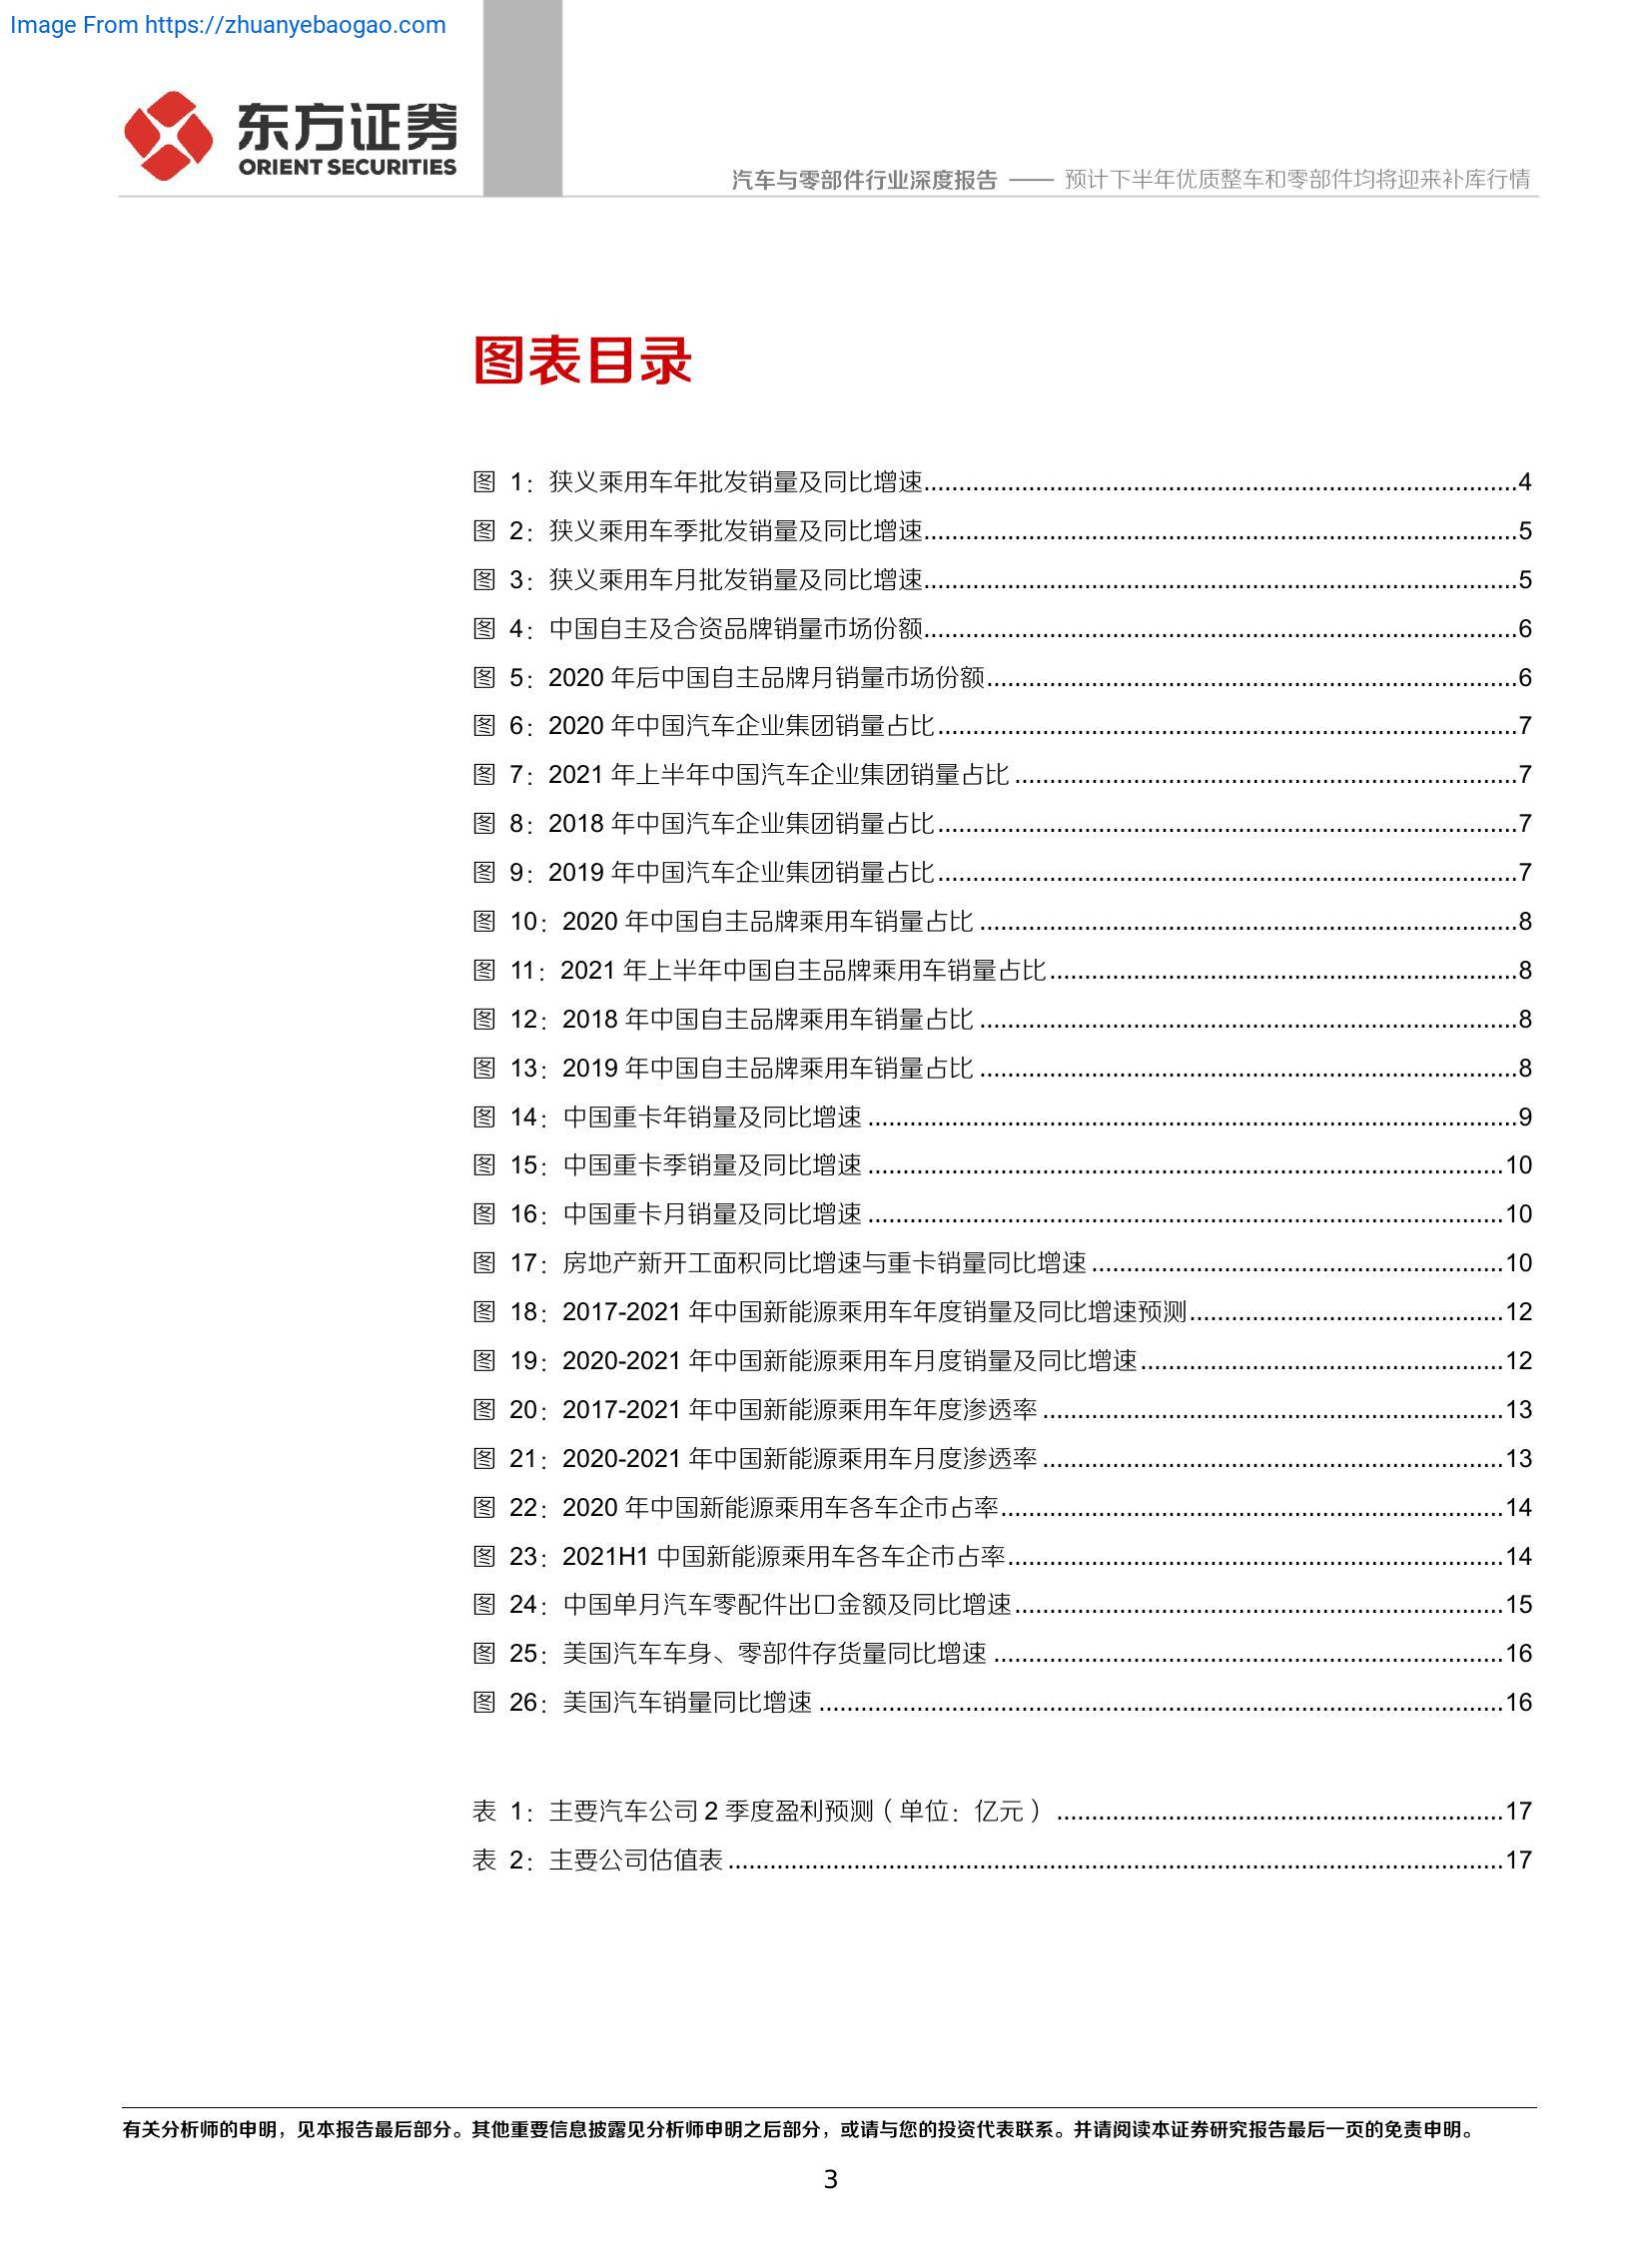 Image From https://zhuanyebaogao.com
东方证券
ORIENT SECURITIES
汽车与零部件行业深度报告 —— 预计下半年优质整车和零部件均将迎来补库行情
图表目录
图 1：狭义乘用车年批发销量及同比增速....................4
图 2：狭义乘用车季批发销量及同比增速....................5
图 3：狭义乘用车月批发销量及同比增速....................5
图 4：中国自主及合资品牌销量市场份额....................6
图 5：2020 年后中国自主品牌月销量市场份额....................6
图 6：2020 年中国汽车企业集团销量占比....................7
图 7：2021 年上半年中国汽车企业集团销量占比....................7
图 8：2018 年中国汽车企业集团销量占比....................7
图 9：2019 年中国汽车企业集团销量占比....................7
图 10：2020 年中国自主品牌乘用车销量占比....................8
图 11：2021 年上半年中国自主品牌乘用车销量占比....................8
图 12：2018 年中国自主品牌乘用车销量占比....................8
图 13：2019 年中国自主品牌乘用车销量占比....................8
图 14：中国重卡年销量及同比增速....................9
图 15：中国重卡季销量及同比增速....................10
图 16：中国重卡月销量及同比增速....................10
图 17：房地产新开工面积同比增速与重卡销量同比增速....................10
图 18：2017-2021 年中国新能源乘用车年度销量及同比增速预测....................12
图 19：2020-2021 年中国新能源乘用车月度销量及同比增速....................12
图 20：2017-2021 年中国新能源乘用车年度渗透率....................13
图 21：2020-2021 年中国新能源乘用车月度渗透率....................13
图 22：2020 年中国新能源乘用车各车企市占率....................14
图 23：2021H1 中国新能源乘用车各车企市占率....................14
图 24：中国单月汽车零配件出口金额及同比增速....................15
图 25：美国汽车车身、零部件存货量同比增速....................16
图 26：美国汽车销量同比增速....................16
表 1：主要汽车公司 2 季度盈利预测（单位：亿元）....................17
表 2：主要公司估值表....................17
有关分析师的申明，见本报告最后部分。其他重要信息披露见分析师申明之后部分，或请与您的投资代表联系。并请阅读本证券研究报告最后一页的免责申明。
3